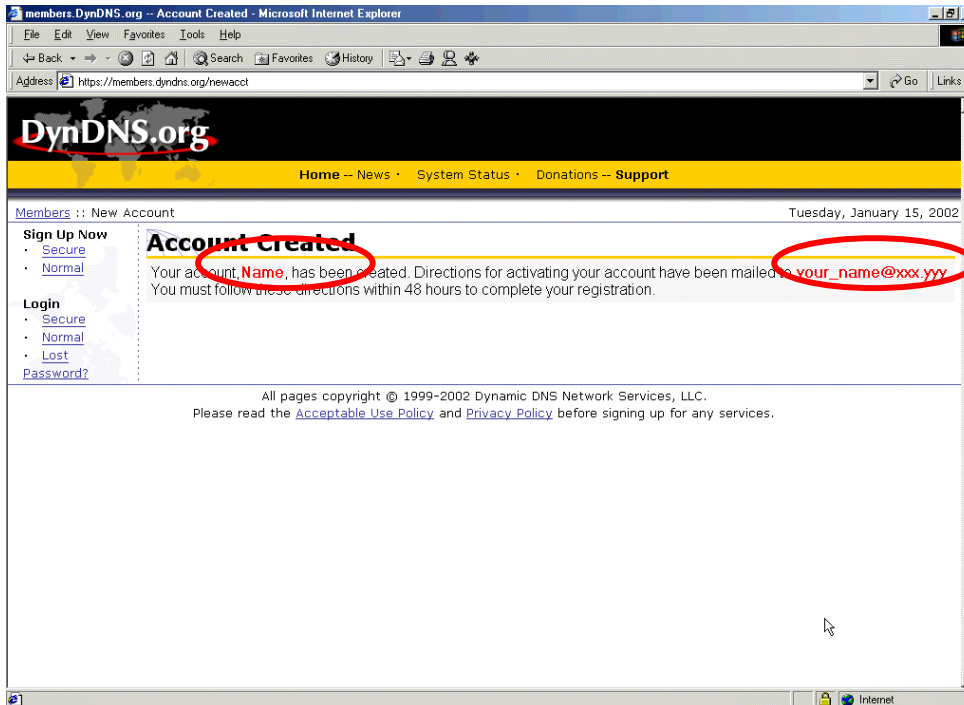 members.DynDNS.org -- Account Created - Microsoft Internet Explorer
File Edit View Favorites Tools Help
Back Search Favorites History
Address https://members.dyndns.org/newacct Go Links
DynDNS.org
Home -- News · System Status · Donations -- Support
Members :: New Account Tuesday, January 15, 2002
Sign Up Now
· Secure
· Normal
Login
· Secure
· Normal
· Lost
Password?
Account Created
Your account, Name, has been created. Directions for activating your account have been mailed to your_name@xxx.yyy
You must follow these directions within 48 hours to complete your registration.
All pages copyright © 1999-2002 Dynamic DNS Network Services, LLC.
Please read the Acceptable Use Policy and Privacy Policy before signing up for any services.
Internet